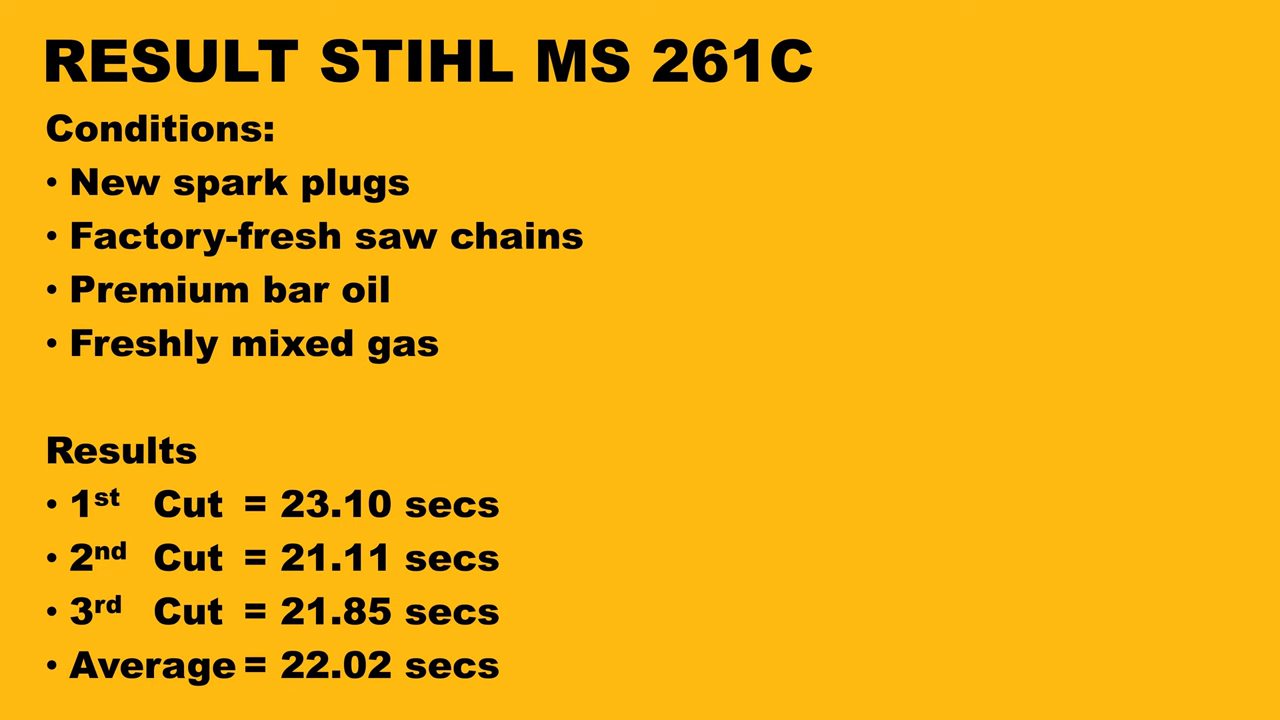 RESULT STIHL MS 261C
Conditions:
• New spark plugs
• Factory-fresh saw chains
• Premium bar oil
• Freshly mixed gas
Results
• 1st Cut = 23.10 secs
• 2nd Cut = 21.11 secs
• 3rd Cut = 21.85 secs
• Average = 22.02 secs